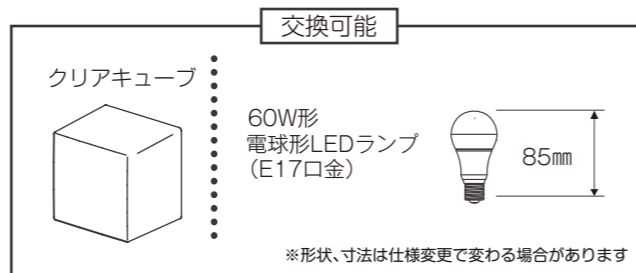 交換可能
クリアキューブ
60W形
電球形LEDランプ
（E17口金）
85㎜
※形状、寸法は仕様変更で変わる場合があります